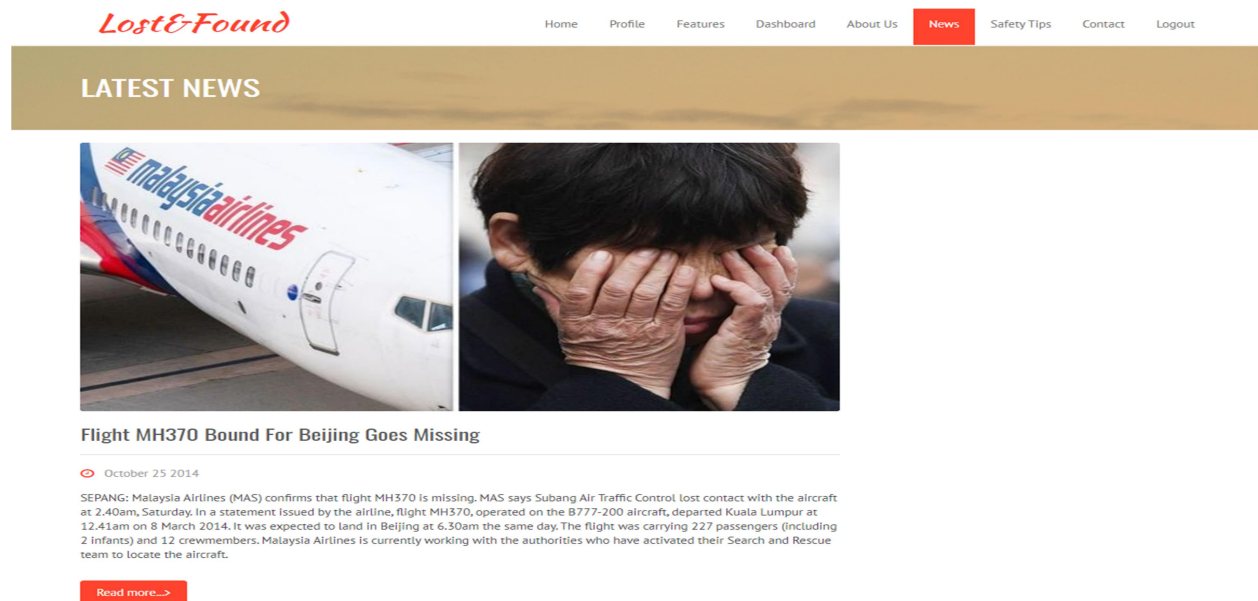 Lost&Found
Home Profile Features Dashboard About Us News Safety Tips Contact Logout
LATEST NEWS
malaysiaairlines
Flight MH370 Bound For Beijing Goes Missing
October 25 2014
SEPANG: Malaysia Airlines (MAS) confirms that flight MH370 is missing. MAS says Subang Air Traffic Control lost contact with the aircraft
at 2.40am, Saturday. In a statement issued by the airline, flight MH370, operated on the B777-200 aircraft, departed Kuala Lumpur at
12.41am on 8 March 2014. It was expected to land in Beijing at 6.30am the same day. The flight was carrying 227 passengers (including
2 infants) and 12 crewmembers. Malaysia Airlines is currently working with the authorities who have activated their Search and Rescue
team to locate the aircraft.
Read more...>